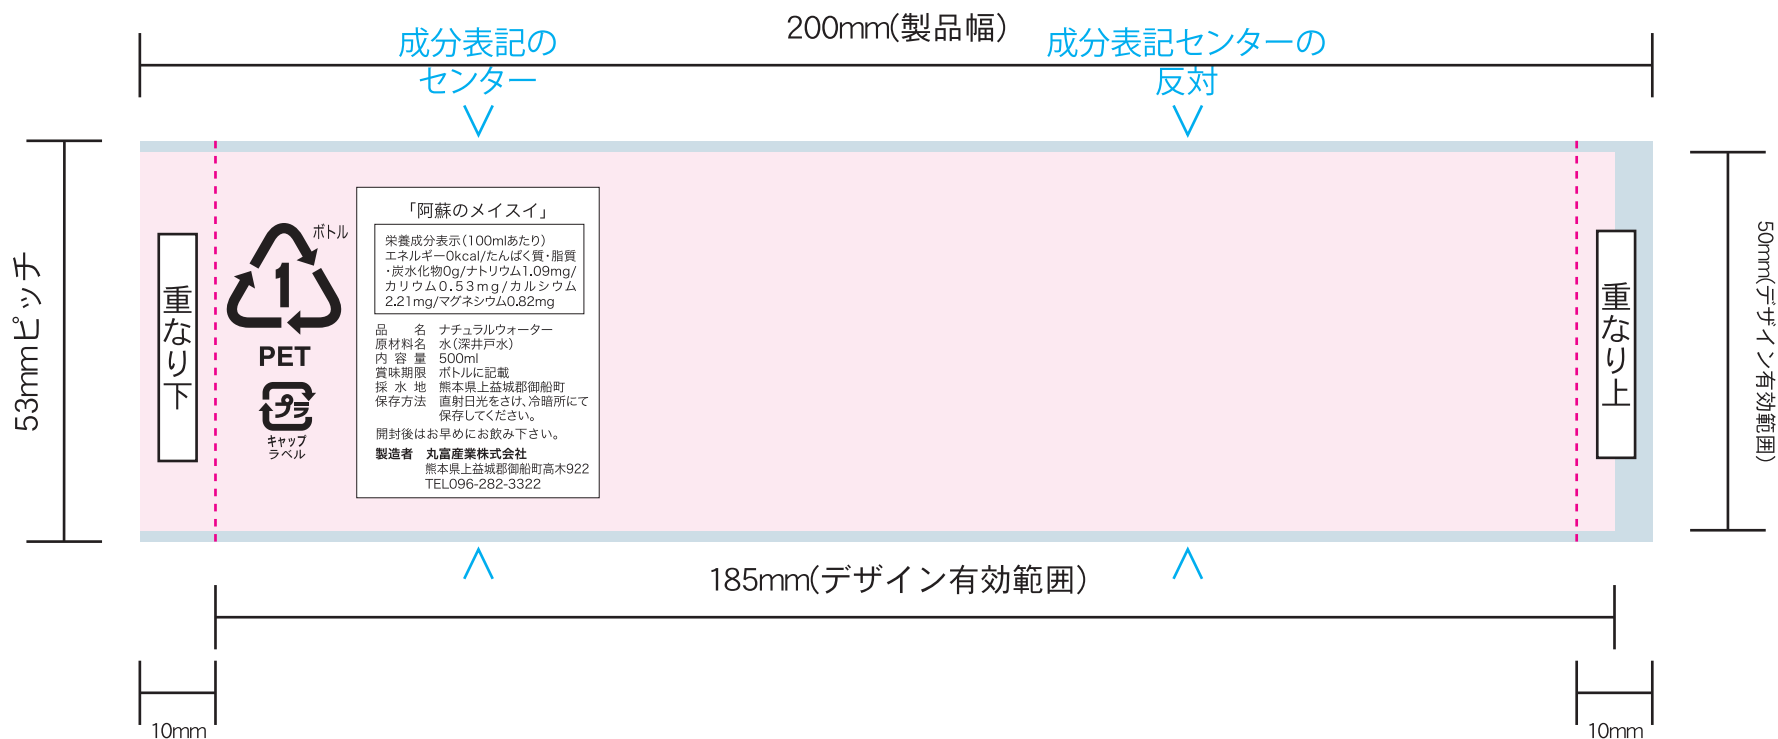 200mm(製品幅)
成分表記の
センター
成分表記センターの
反対
53mmピッチ
重なり下
1
ボトル
PET
プラ
キャップ
ラベル
「阿蘇のメイスイ」
栄養成分表示(100mlあたり)
エネルギー0kcal/たんぱく質・脂質
・炭水化物0g/ナトリウム1.09mg/
カリウム0.53mg/カルシウム
2.21mg/マグネシウム0.82mg
品名 ナチュラルウォーター
原材料名 水(深井戸水)
内容量 500ml
賞味期限 ボトルに記載
採水地 熊本県上益城郡御船町
保存方法 直射日光をさけ、冷暗所にて
保存してください。
開封後はお早めにお飲み下さい。
製造者 丸富産業株式会社
熊本県上益城郡御船町高木922
TEL096-282-3322
重なり上
50mm(デザイン有効範囲)
185mm(デザイン有効範囲)
10mm
10mm